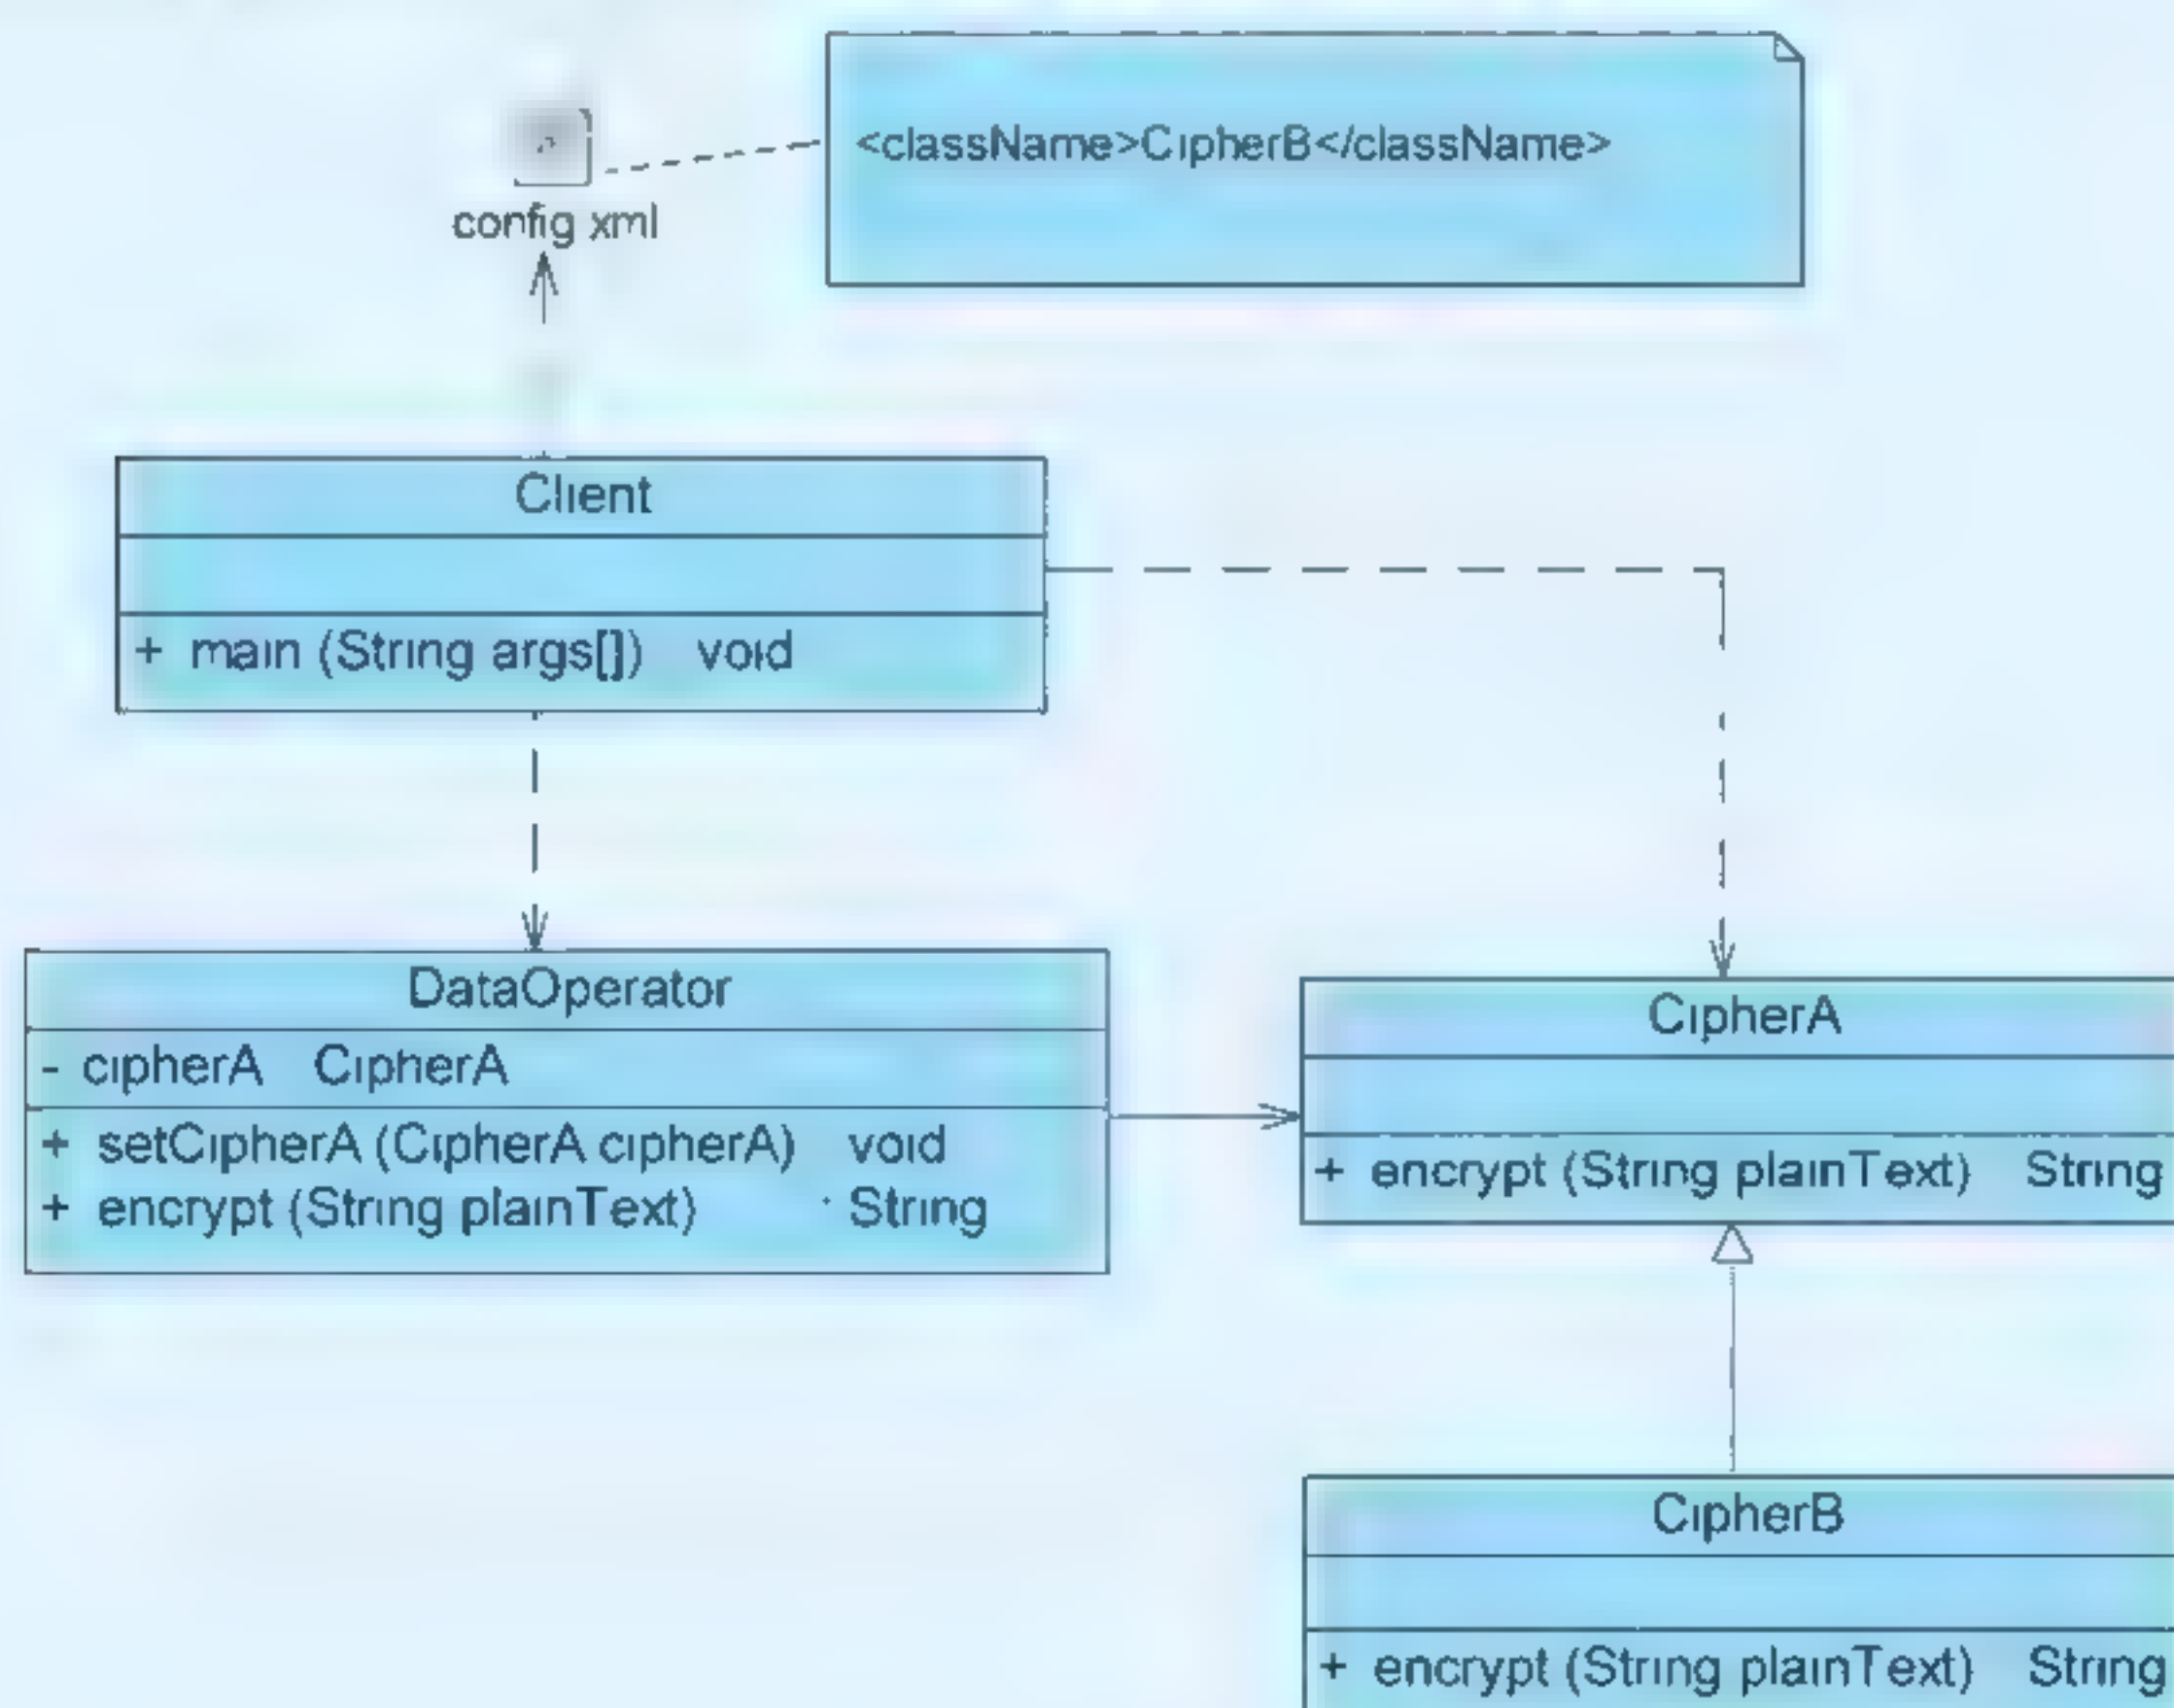 <className>CipherB</className>
config xml
Client
+ main (String args[]) void
DataOperator
- cipherA CipherA
+ setCipherA (CipherA cipherA) void
+ encrypt (String plainText) : String
CipherA
+ encrypt (String plainText) String
CipherB
+ encrypt (String plainText) String